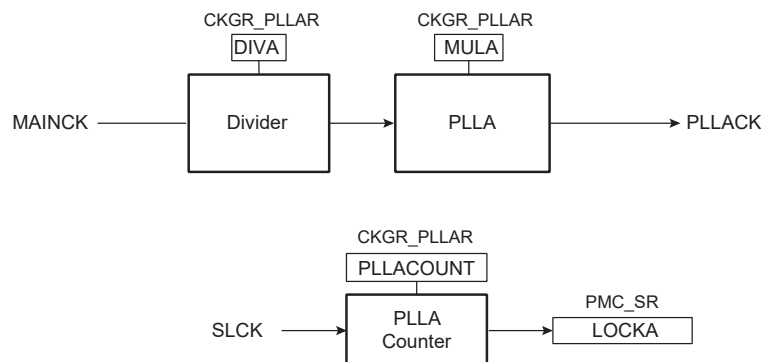 CKGR_PLLAR
CKGR_PLLAR
DIVA
MULA
MAINCK
Divider
PLLA
PLLACK
CKGR_PLLAR
PLLACOUNT
PMC_SR
SLCK
PLLA
Counter
LOCKA